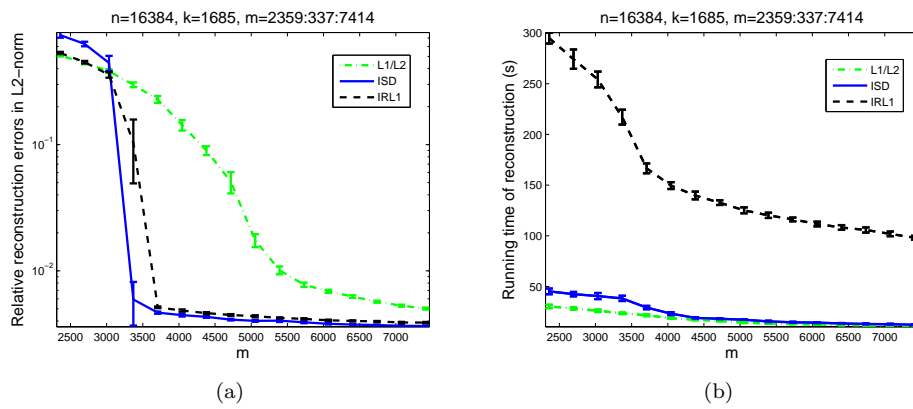 n=16384, k=1685, m=2359:337:7414
Relative reconstruction errors in L2-norm
10⁻¹
10⁻²
L1/L2
ISD
IRL1
2500 3000 3500 4000 4500 5000 5500 6000 6500 7000
m
(a)
n=16384, k=1685, m=2359:337:7414
Running time of reconstruction (s)
300
250
200
150
100
50
L1/L2
ISD
IRL1
2500 3000 3500 4000 4500 5000 5500 6000 6500 7000
m
(b)